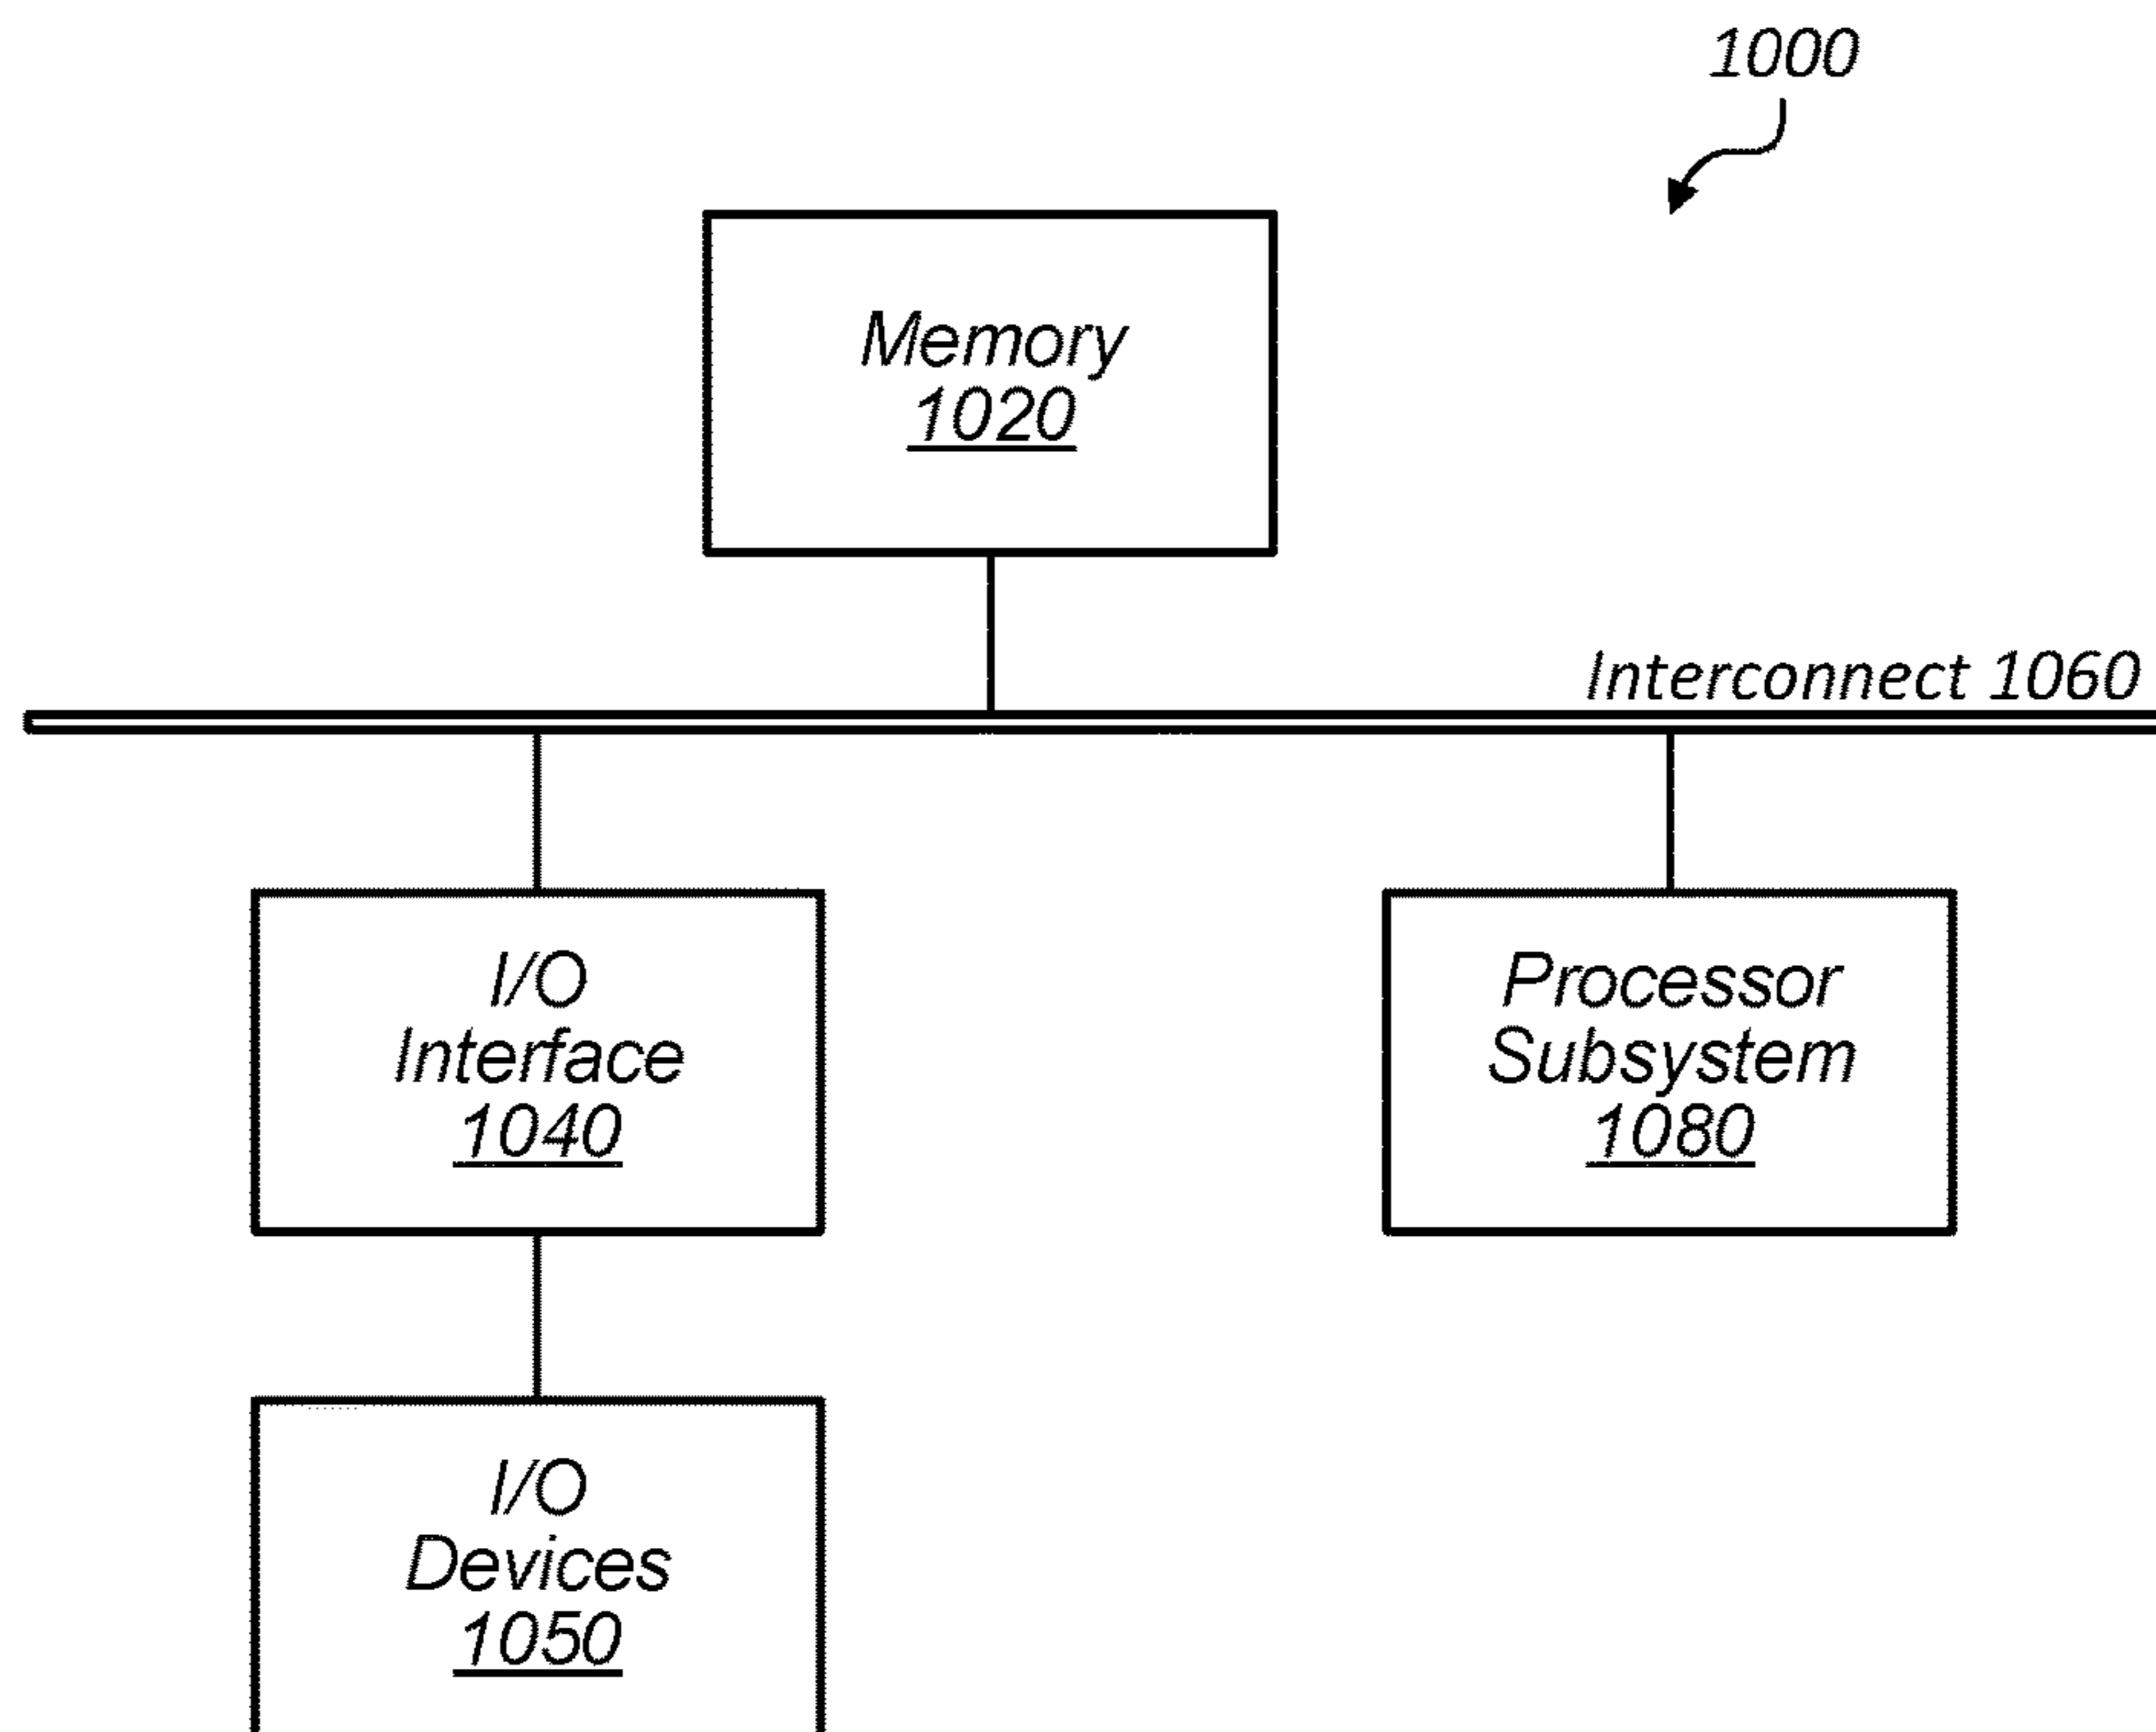 1000
Memory
1020
Interconnect 1060
I/O
Interface
1040
Processor
Subsystem
1080
I/O
Devices
1050